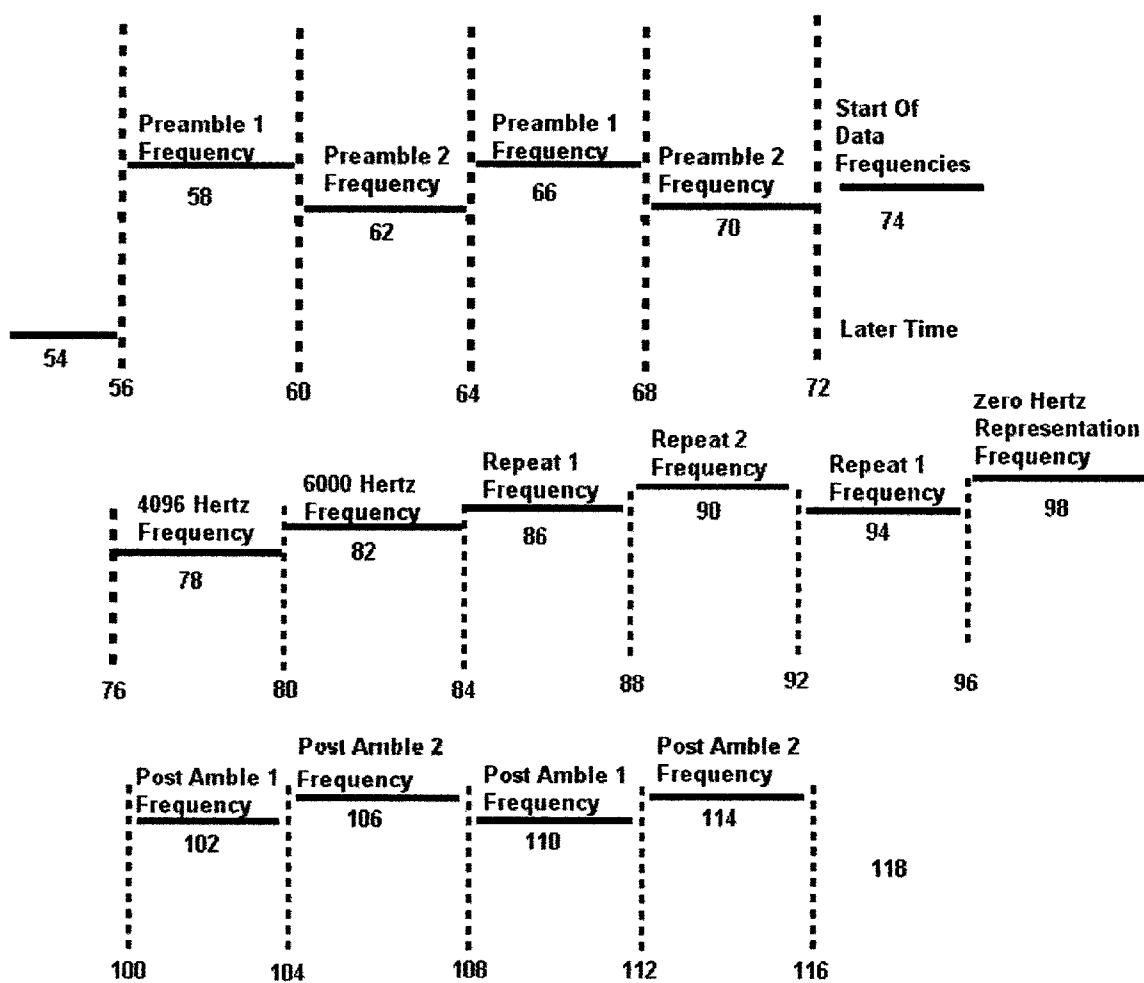 Preamble 1
Frequency
58
Preamble 2
Frequency
62
Preamble 1
Frequency
66
Preamble 2
Frequency
70
Start Of
Data
Frequencies
74
54
Later Time
56
60
64
68
72
4096 Hertz
Frequency
78
6000 Hertz
Frequency
82
Repeat 1
Frequency
86
Repeat 2
Frequency
90
Repeat 1
Frequency
94
Zero Hertz
Representation
Frequency
98
76
80
84
88
92
96
Post Amble 1
Frequency
102
Post Amble 2
Frequency
106
Post Amble 1
Frequency
110
Post Amble 2
Frequency
114
118
100
104
108
112
116